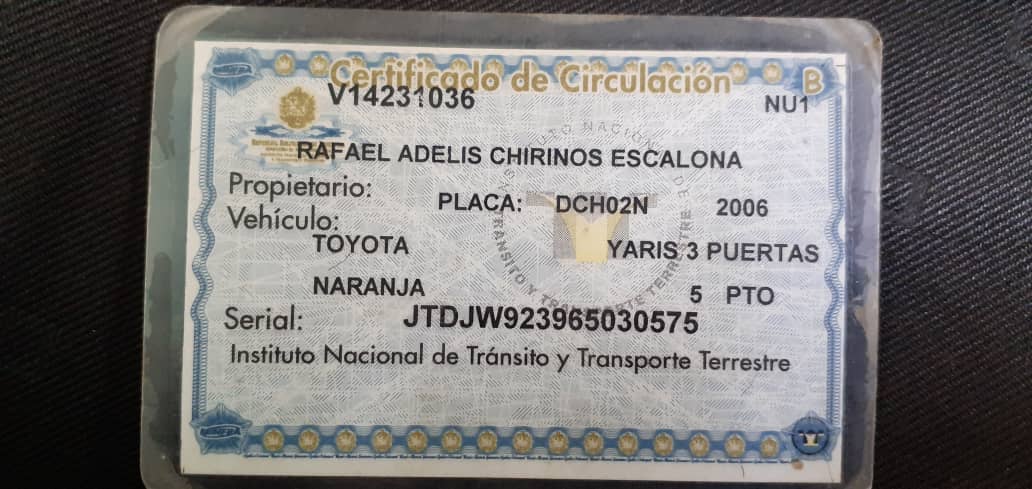 Certificado de Circulación B
V14231036 NU1
RAFAEL ADELIS CHIRINOS ESCALONA
Propietario:
PLACA: DCH02N 2006
Vehículo:
TOYOTA YARIS 3 PUERTAS
NARANJA 5 PTO
Serial: JTDJW923965030575
Instituto Nacional de Tránsito y Transporte Terrestre
INSTITUTO NACIONAL DE TRÁNSITO Y TRANSPORTE TERRESTRE